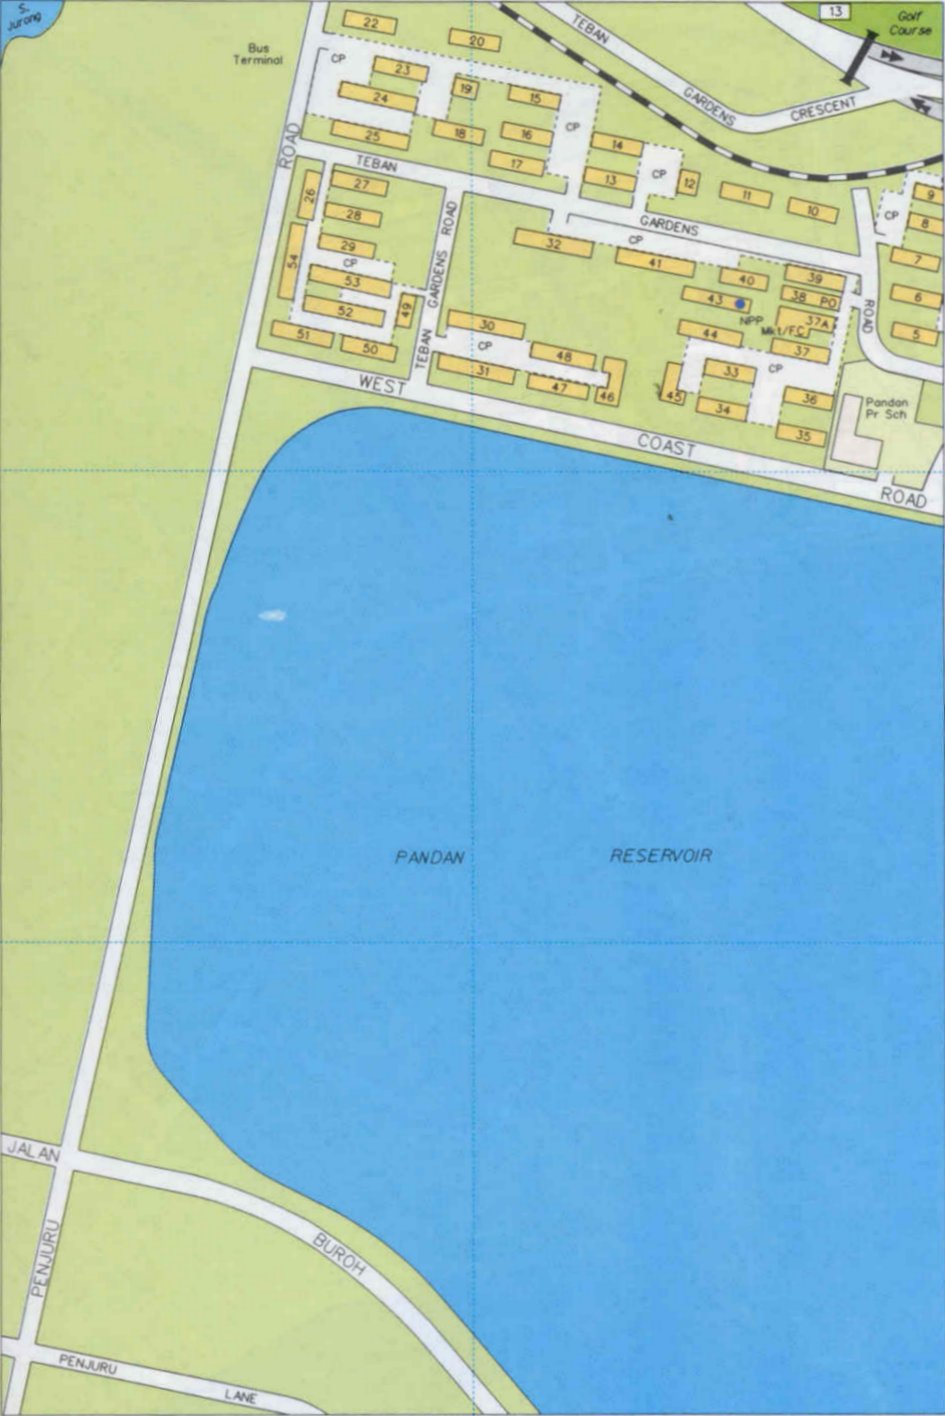 S.
Jurong
22
20
TEBAN
13
Golf
Course
Bus
Terminal
CP
23
24
19
15
GARDENS
CRESCENT
25
18
16
CP
14
ROAD
TEBAN
17
13
CP
12
11
10
9
26
27
28
ROAD
GARDENS
CP
8
29
32
CP
7
54
CP
53
GARDENS
41
40
39
6
52
49
43
38
PO
ROAD
30
NPP
Mkt/FC
37A
51
50
TEBAN
CP
48
44
37
5
31
33
CP
WEST
47
46
45
34
36
Pandan
Pr Sch
35
COAST
ROAD
PANDAN
RESERVOIR
JALAN
BUROH
PENJURU
PENJURU
LANE